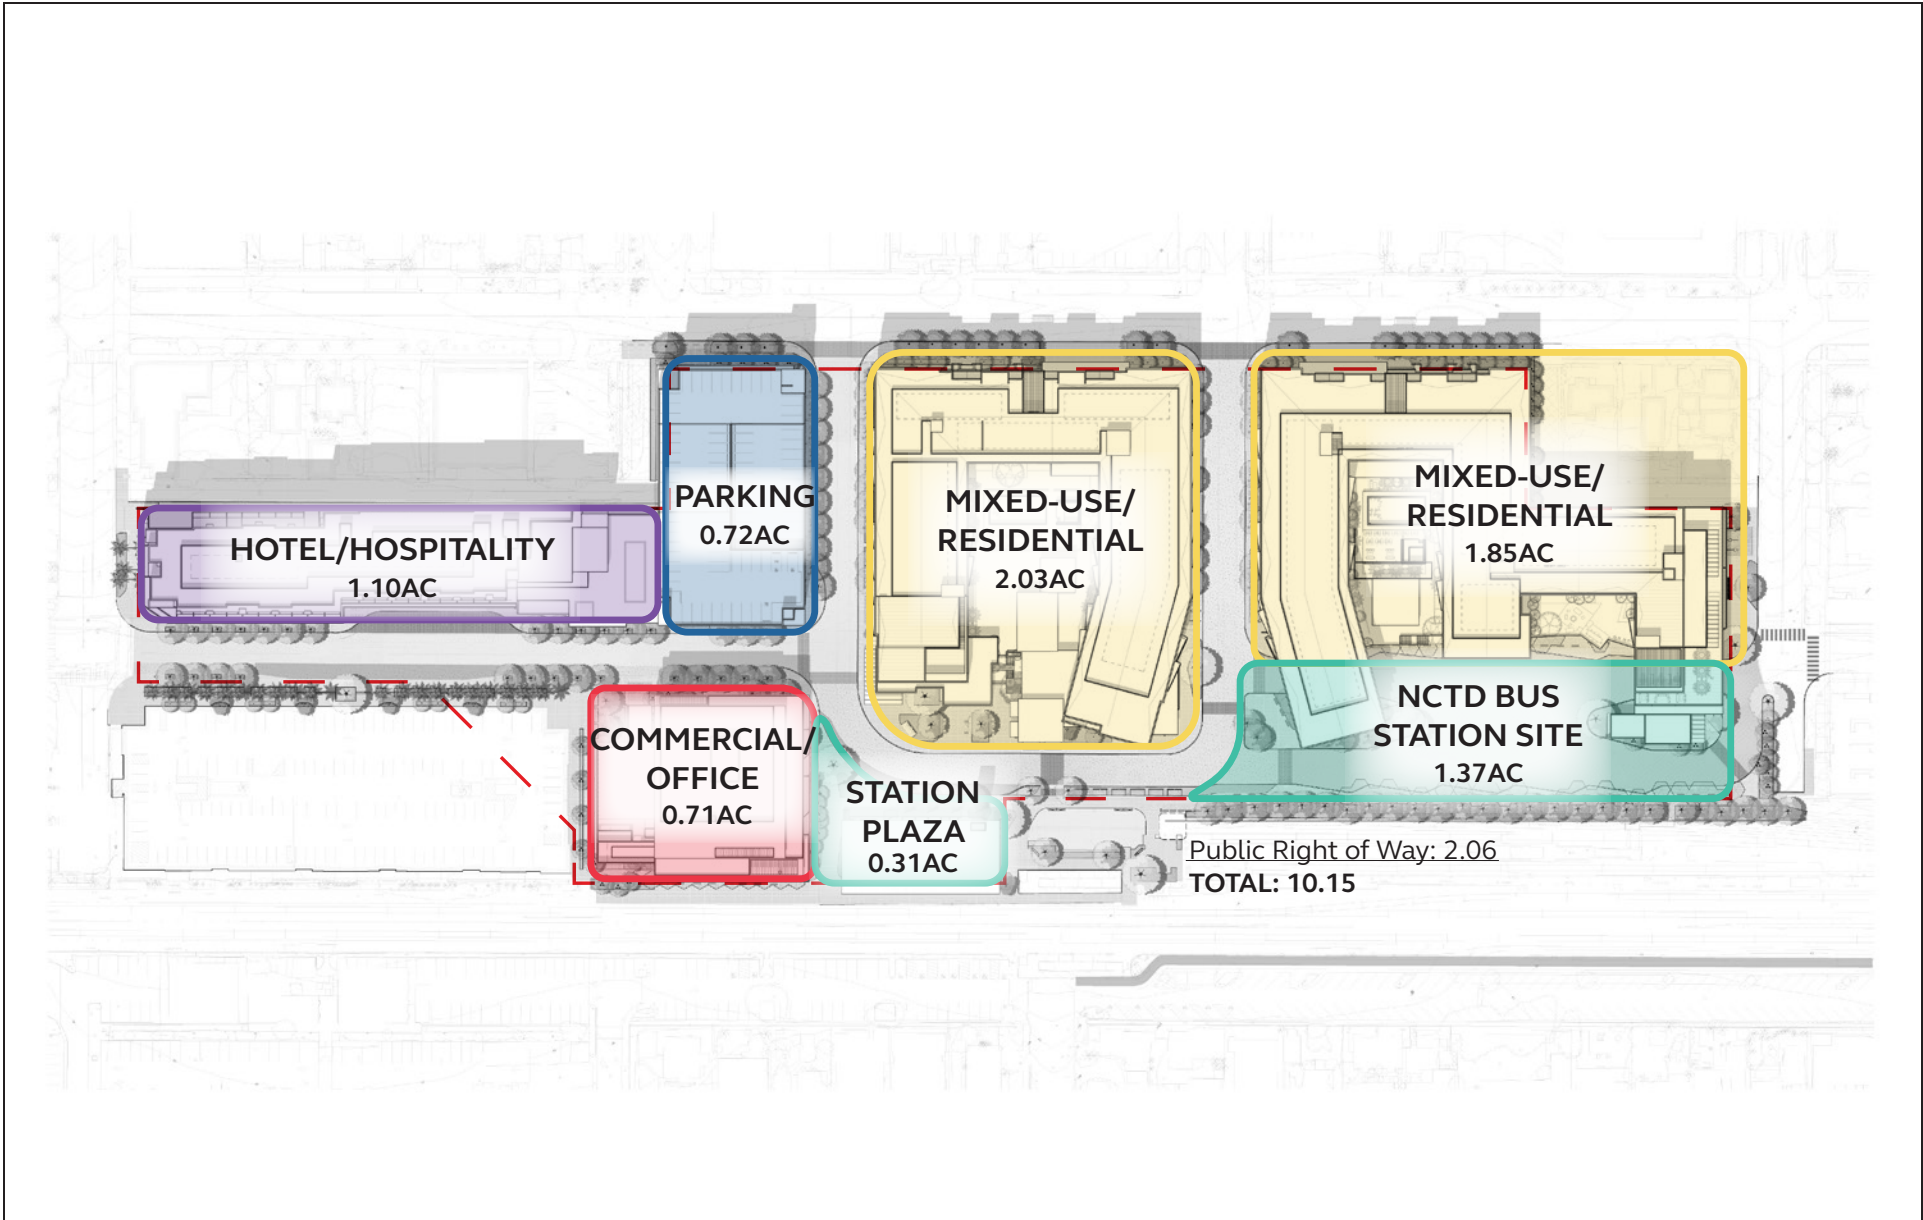 HOTEL/HOSPITALITY
1.10AC
PARKING
0.72AC
MIXED-USE/
RESIDENTIAL
2.03AC
MIXED-USE/
RESIDENTIAL
1.85AC
COMMERCIAL/
OFFICE
0.71AC
STATION
PLAZA
0.31AC
NCTD BUS
STATION SITE
1.37AC
Public Right of Way: 2.06
TOTAL: 10.15